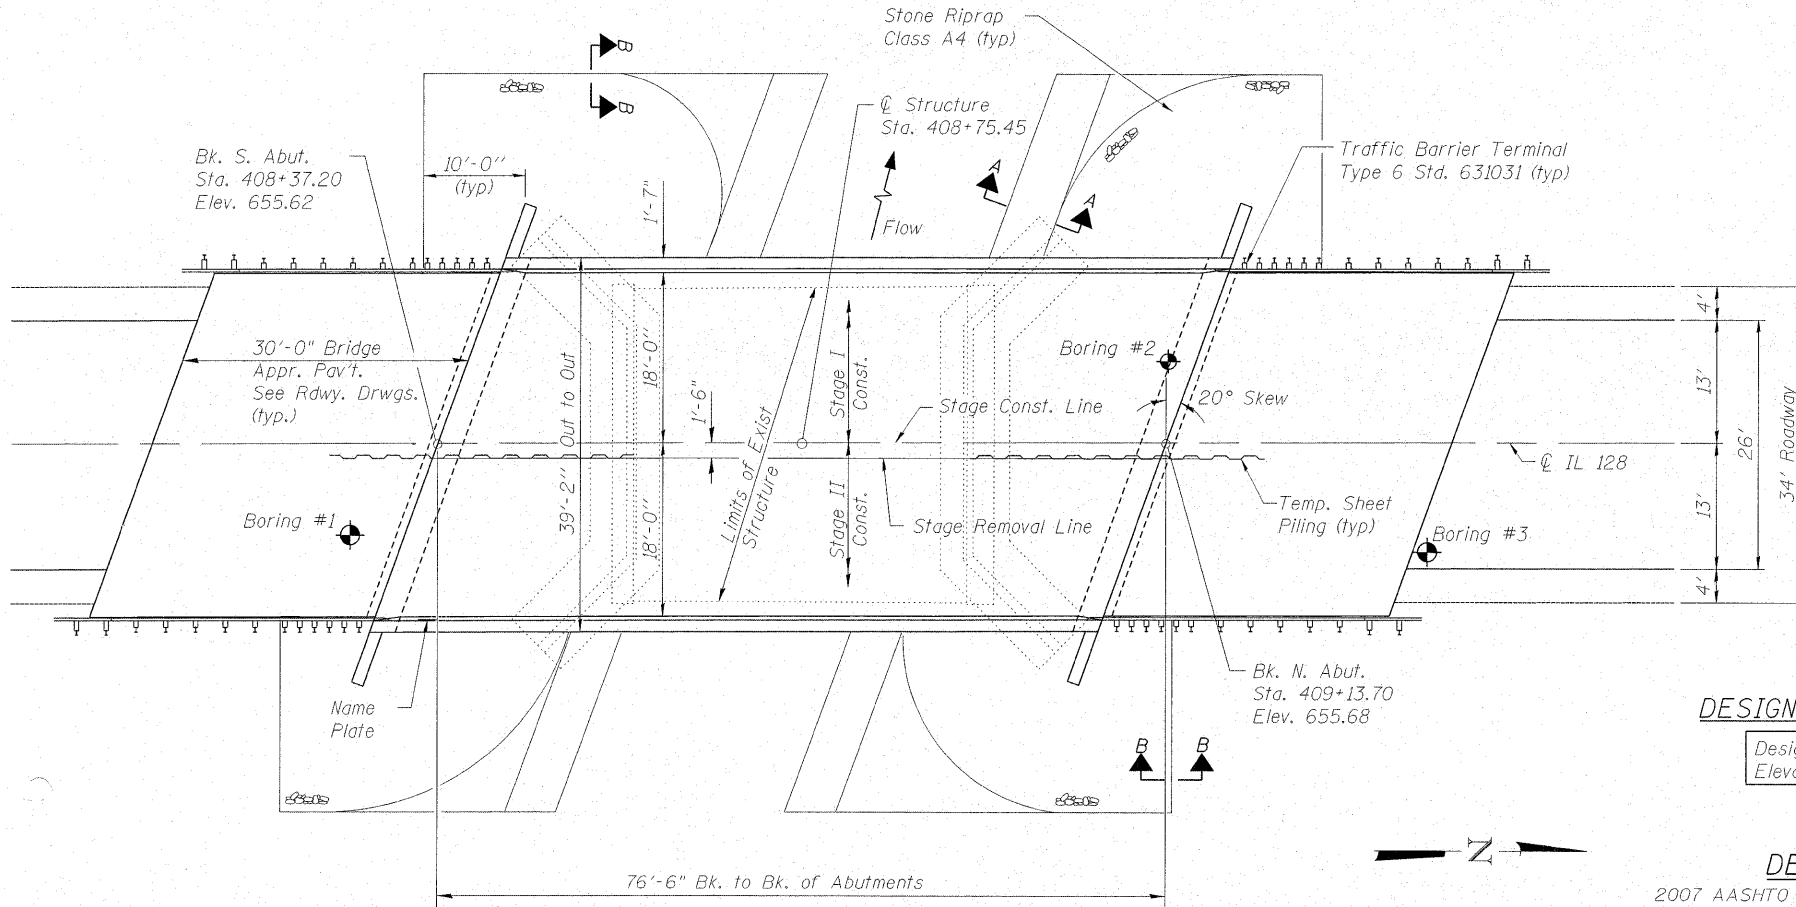 Stone Riprap
Class A4 (typ)
B
B
℄ Structure
Sta. 408+75.45
Bk. S. Abut.
Sta. 408+37.20
Elev. 655.62
10'-0"
(typ)
1'-7"
Flow
A
A
Traffic Barrier Terminal
Type 6 Std. 631031 (typ)
30'-0" Bridge
Appr. Pav't.
See Rdwy. Drwgs.
(typ.)
39'-2" Out to Out
18'-0"
18'-0"
1'-6"
Limits of Exist
Structure
Stage I
Const.
Stage II
Const.
Stage Const. Line
Stage Removal Line
Boring #2
20° Skew
℄ IL 128
Temp. Sheet
Piling (typ)
Boring #1
Boring #3
4'
13'
13'
4'
26'
34' Roadway
Name
Plate
Bk. N. Abut.
Sta. 409+13.70
Elev. 655.68
B
B
DESIGN
Desig
Eleva
N
76'-6" Bk. to Bk. of Abutments
DE
2007 AASHTO